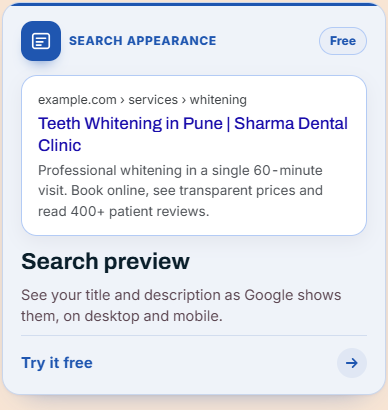 SEARCH APPEARANCE
Free
example.com › services › whitening
Teeth Whitening in Pune | Sharma Dental
Clinic
Professional whitening in a single 60-minute
visit. Book online, see transparent prices and
read 400+ patient reviews.
Search preview
See your title and description as Google shows
them, on desktop and mobile.
Try it free